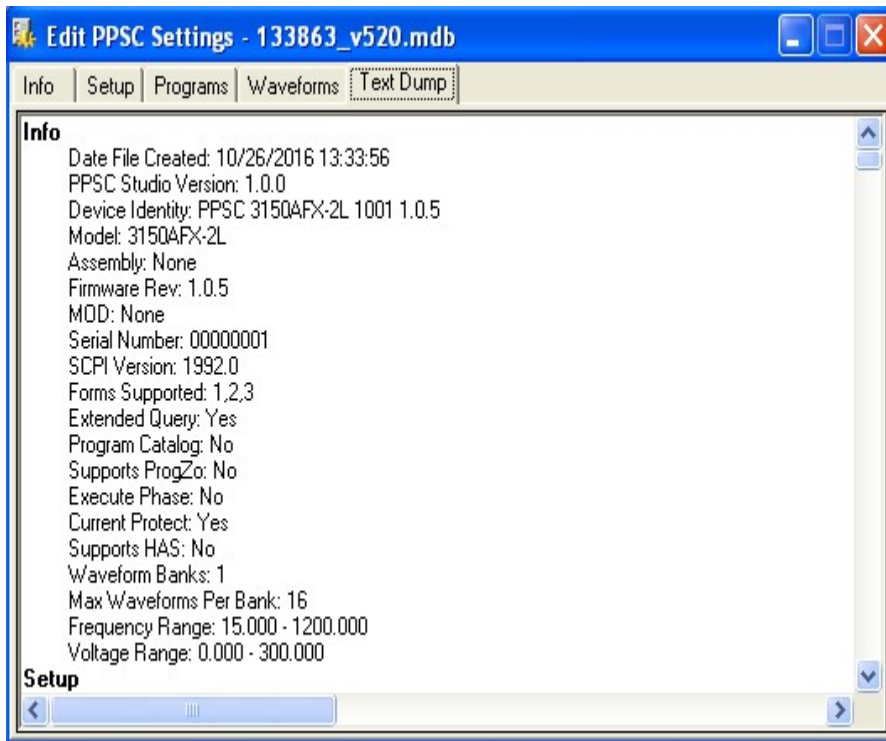 Edit PPSC Settings - 133863_v520.mdb
Info Setup Programs Waveforms Text Dump
Info
Date File Created: 10/26/2016 13:33:56
PPSC Studio Version: 1.0.0
Device Identity: PPSC 3150AFX-2L 1001 1.0.5
Model: 3150AFX-2L
Assembly: None
Firmware Rev: 1.0.5
MOD: None
Serial Number: 00000001
SCPI Version: 1992.0
Forms Supported: 1,2,3
Extended Query: Yes
Program Catalog: No
Supports ProgZo: No
Execute Phase: No
Current Protect: Yes
Supports HAS: No
Waveform Banks: 1
Max Waveforms Per Bank: 16
Frequency Range: 15.000 - 1200.000
Voltage Range: 0.000 - 300.000
Setup